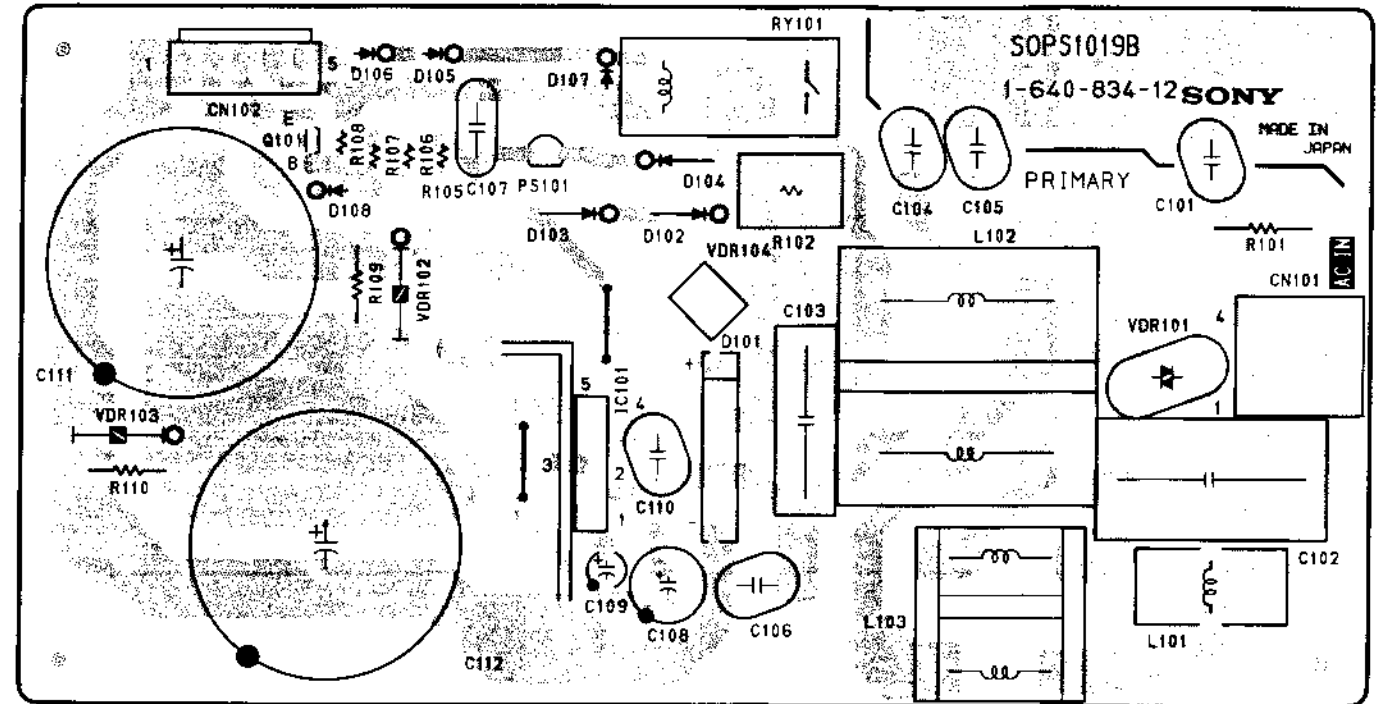 RY101
SOPS1019B
1-640-834-12 SONY
MADE IN
JAPAN
1
5
D106
D105
D107
CN102
E
Q101
B
R108
R107
R106
R105
C107
PS101
D104
D108
D103
D102
R102
VDR104
C104
C105
PRIMARY
C101
R101
L102
AC IN
CN101
R109
VDR102
C103
D101
VDR101
4
1
C111
VDR103
R110
5
IC101
+
4
3
2
1
C110
C109
C108
C106
C112
L103
C102
L101